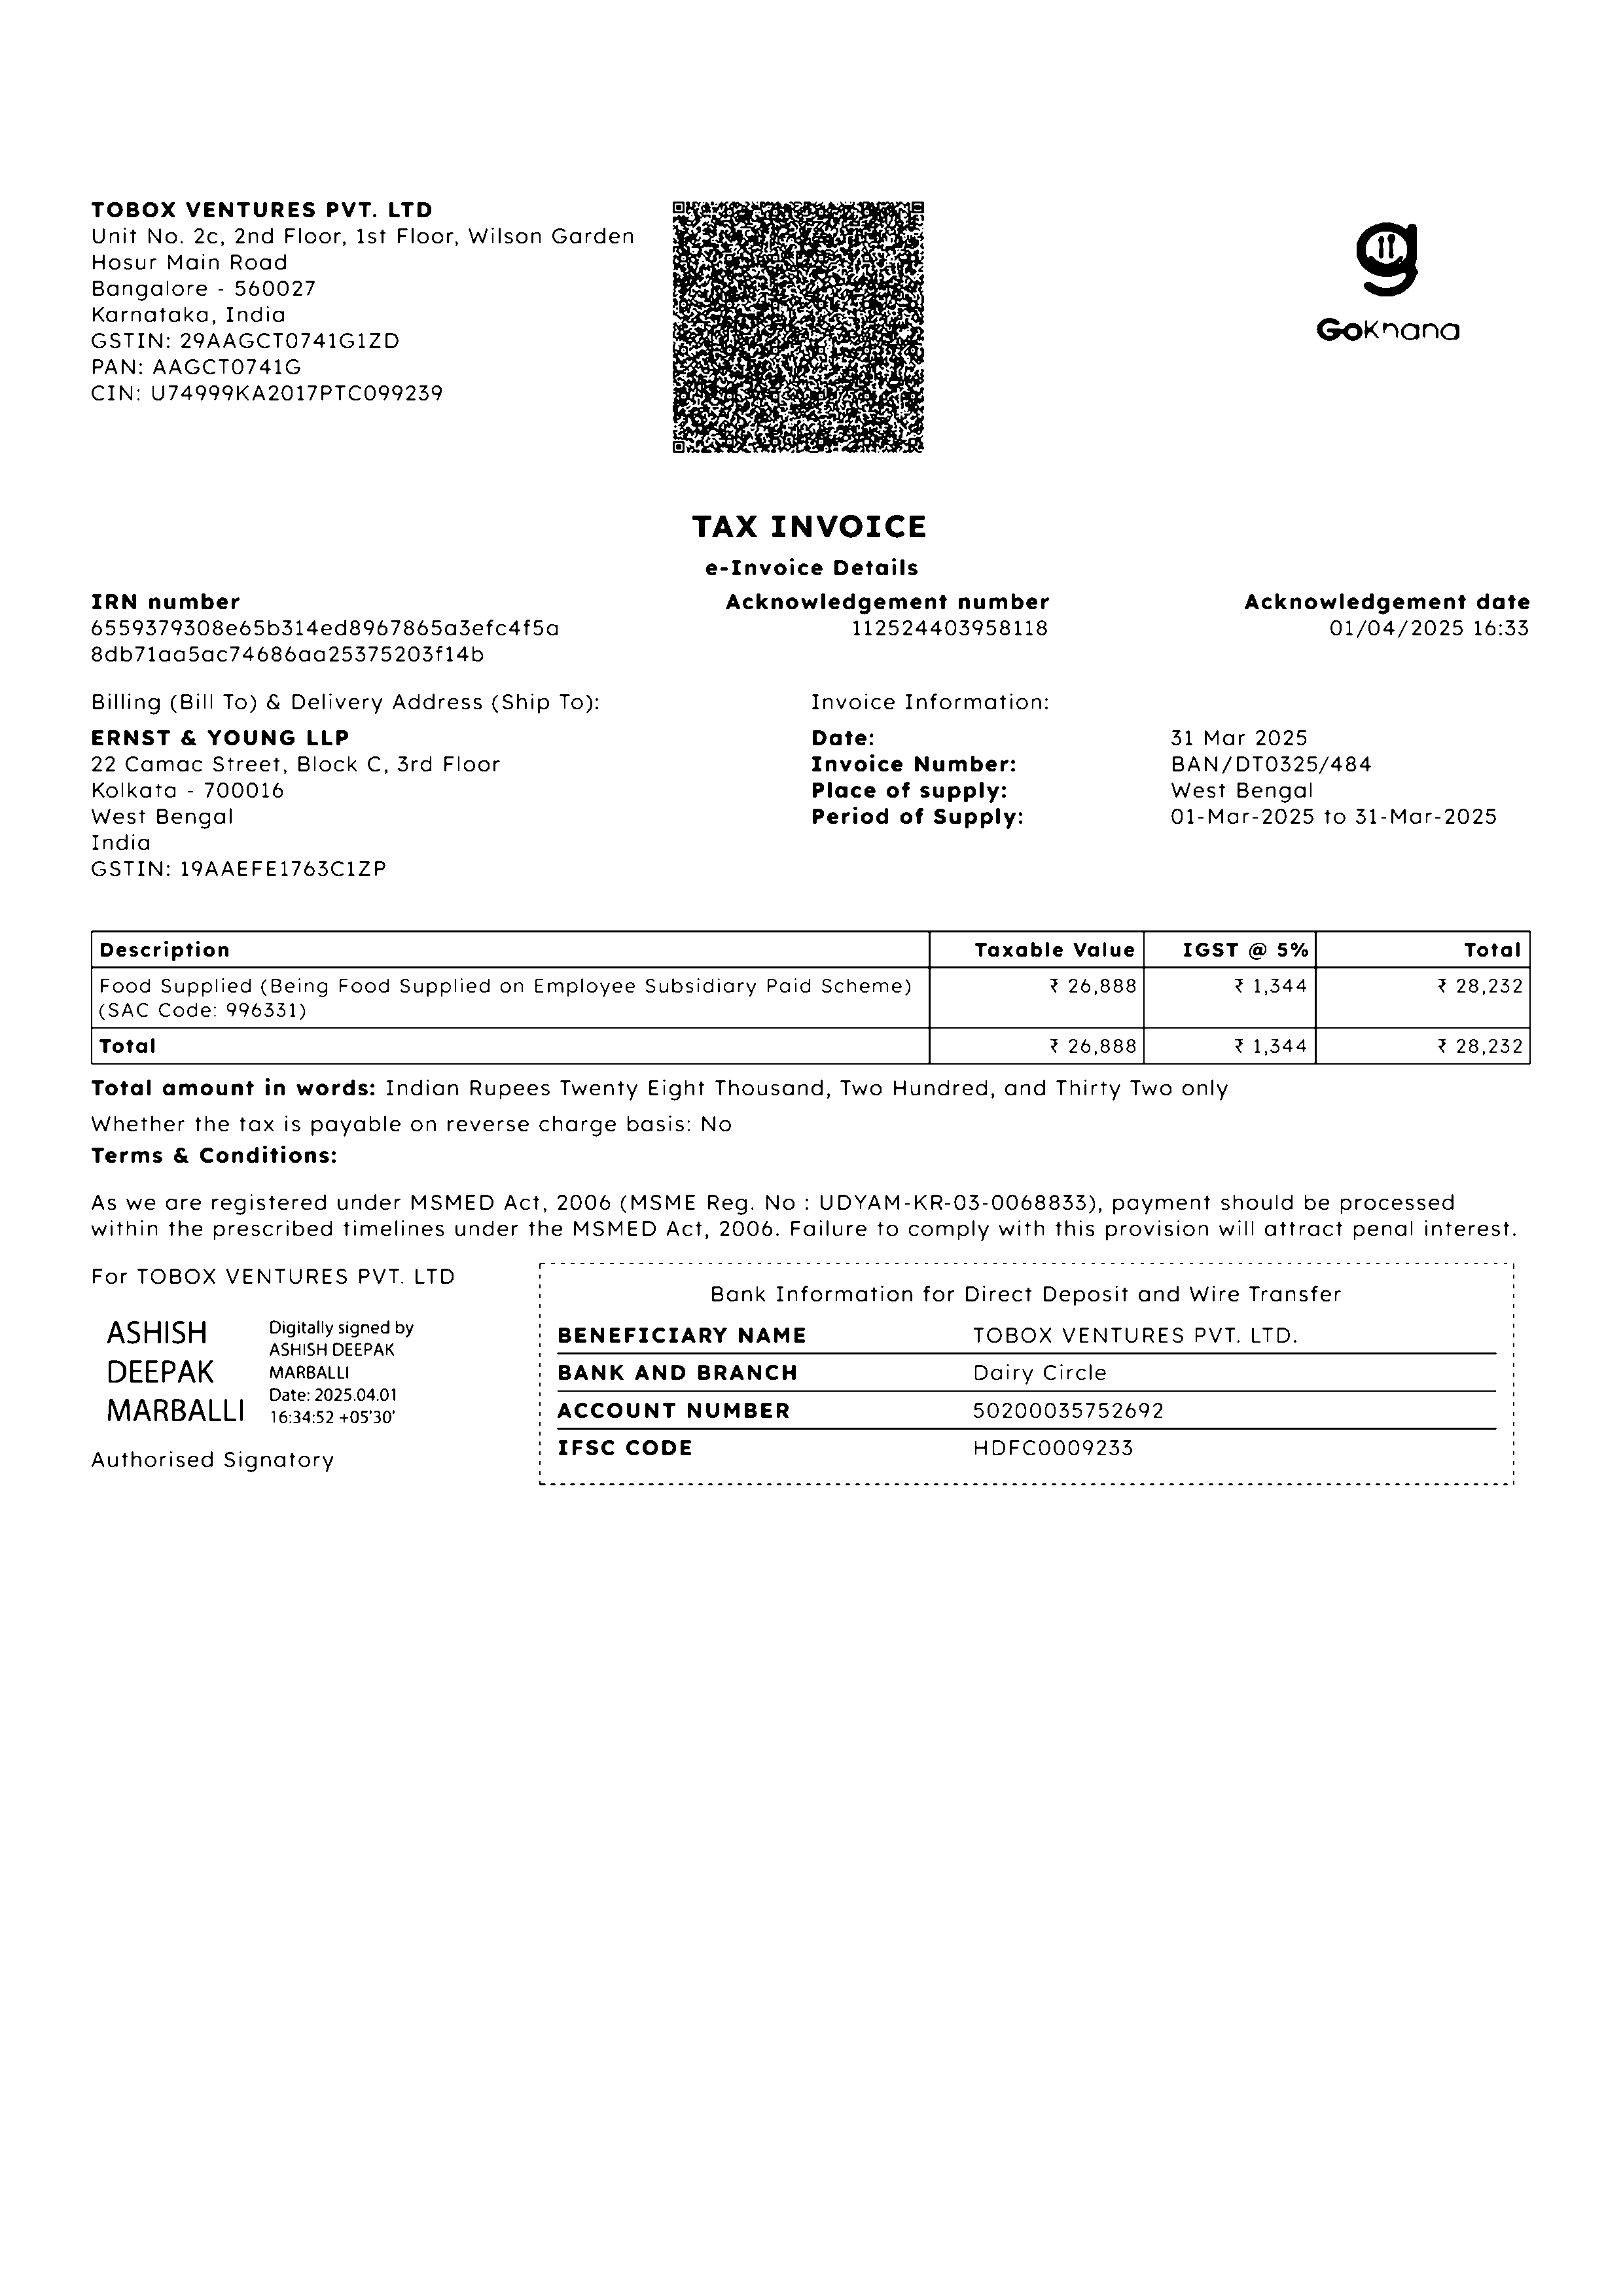 TOBOX VENTURES PVT. LTD
Unit No. 2c, 2nd Floor, 1st Floor, Wilson Garden
Hosur Main Road
Bangalore - 560027
Karnataka, India
GSTIN: 29AAGCT0741G1ZD
PAN: AAGCT0741G
CIN: U74999KA2017PTC099239
GoKhana
TAX INVOICE
e-Invoice Details
IRN number Acknowledgement number Acknowledgement date
6559379308e65b314ed8967865a3efc4f5a 112524403958118 01/04/2025 16:33
8db71aa5ac74686aa25375203f14b
Billing (Bill To) & Delivery Address (Ship To): Invoice Information:
ERNST & YOUNG LLP Date: 31 Mar 2025
22 Camac Street, Block C, 3rd Floor Invoice Number: BAN/DT0325/484
Kolkata - 700016 Place of supply: West Bengal
West Bengal Period of Supply: 01-Mar-2025 to 31-Mar-2025
India
GSTIN: 19AAEFE1763C1ZP
Description Taxable Value IGST @ 5% Total
Food Supplied (Being Food Supplied on Employee Subsidiary Paid Scheme) ₹ 26,888 ₹ 1,344 ₹ 28,232
(SAC Code: 996331)
Total ₹ 26,888 ₹ 1,344 ₹ 28,232
Total amount in words: Indian Rupees Twenty Eight Thousand, Two Hundred, and Thirty Two only
Whether the tax is payable on reverse charge basis: No
Terms & Conditions:
As we are registered under MSMED Act, 2006 (MSME Reg. No : UDYAM-KR-03-0068833), payment should be processed
within the prescribed timelines under the MSMED Act, 2006. Failure to comply with this provision will attract penal interest.
For TOBOX VENTURES PVT. LTD
ASHISH
DEEPAK
MARBALLI
Digitally signed by
ASHISH DEEPAK
MARBALLI
Date: 2025.04.01
16:34:52 +05'30'
Authorised Signatory
Bank Information for Direct Deposit and Wire Transfer
BENEFICIARY NAME TOBOX VENTURES PVT. LTD.
BANK AND BRANCH Dairy Circle
ACCOUNT NUMBER 50200035752692
IFSC CODE HDFC0009233